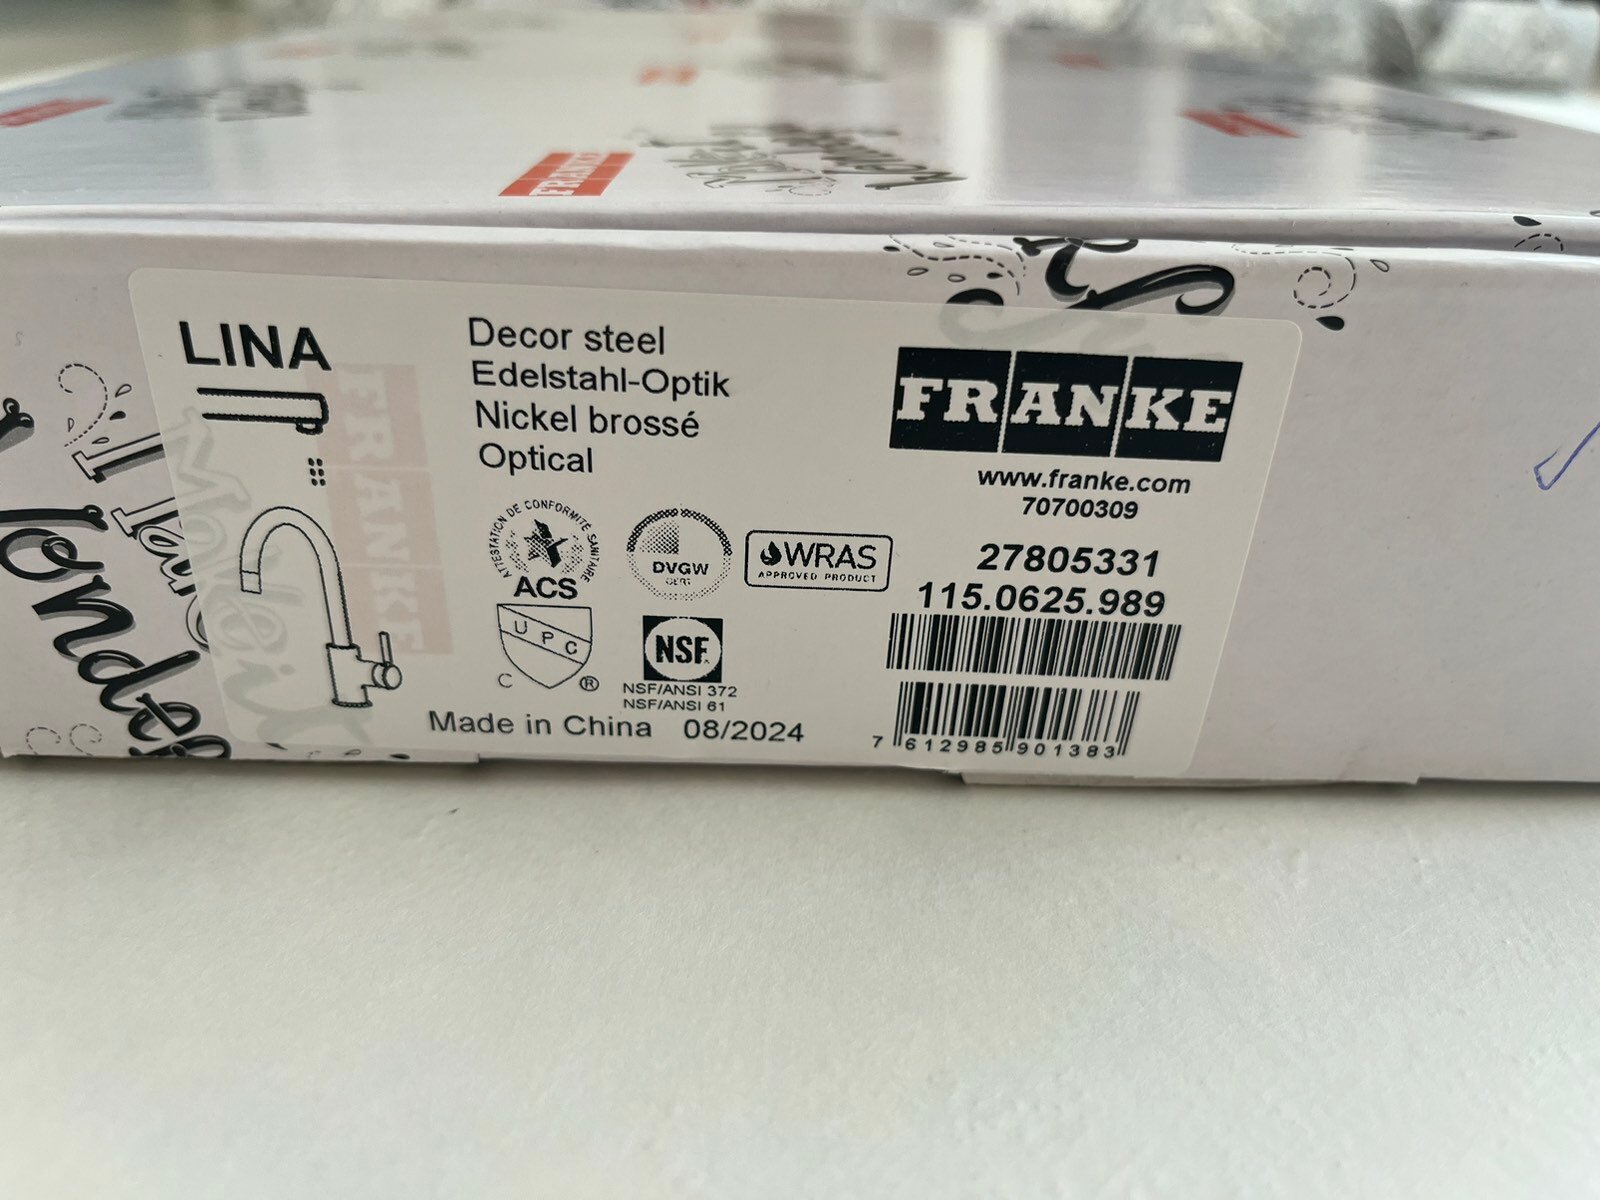 FRANKE
LINA
Decor steel
Edelstahl-Optik
Nickel brossé
Optical
FRANKE
www.franke.com
70700309
27805331
115.0625.989
ATTESTATION DE CONFORMITÉ SANITAIRE
ACS
DVGW
CERT
WRAS
APPROVED PRODUCT
UPC
C ®
NSF.
NSF/ANSI 372
NSF/ANSI 61
Made in China 08/2024
7 612985 901383
FRANKE